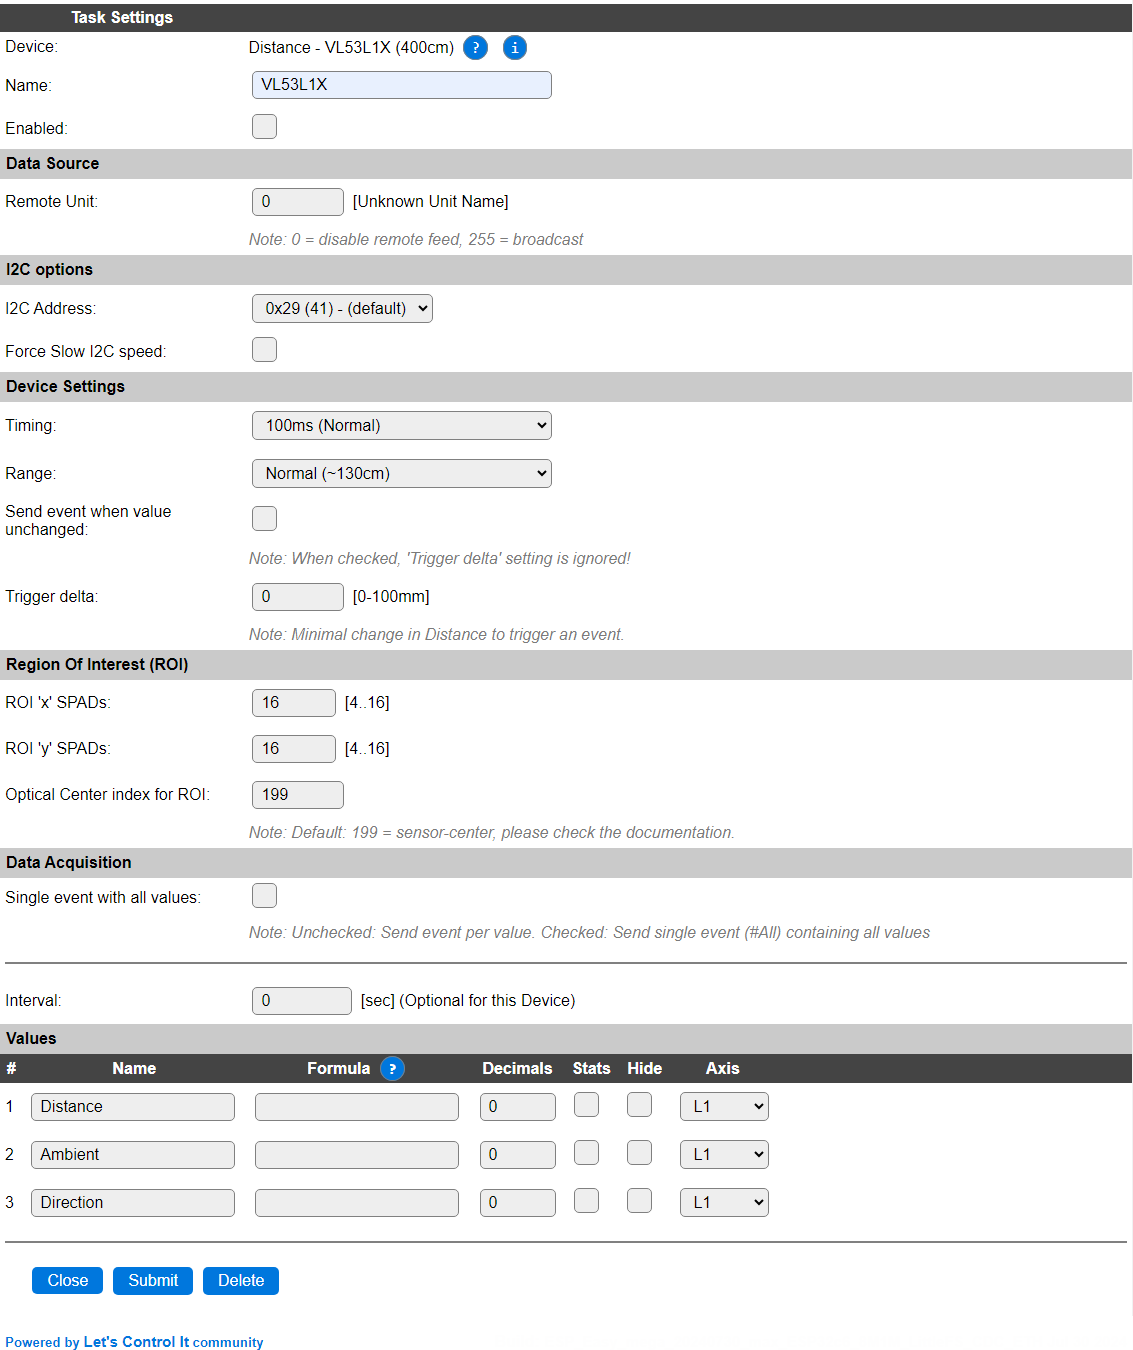 Task Settings
Device: Distance - VL53L1X (400cm) ? i
Name: VL53L1X
Enabled:
Data Source
Remote Unit: 0 [Unknown Unit Name]
Note: 0 = disable remote feed, 255 = broadcast
I2C options
I2C Address: 0x29 (41) - (default)
Force Slow I2C speed:
Device Settings
Timing: 100ms (Normal)
Range: Normal (~130cm)
Send event when value
unchanged:
Note: When checked, 'Trigger delta' setting is ignored!
Trigger delta: 0 [0-100mm]
Note: Minimal change in Distance to trigger an event.
Region Of Interest (ROI)
ROI 'x' SPADs: 16 [4..16]
ROI 'y' SPADs: 16 [4..16]
Optical Center index for ROI: 199
Note: Default: 199 = sensor-center, please check the documentation.
Data Acquisition
Single event with all values:
Note: Unchecked: Send event per value. Checked: Send single event (#All) containing all values
Interval: 0 [sec] (Optional for this Device)
Values
# Name Formula ? Decimals Stats Hide Axis
1 Distance 0 L1
2 Ambient 0 L1
3 Direction 0 L1
Close Submit Delete
Powered by Let's Control It community